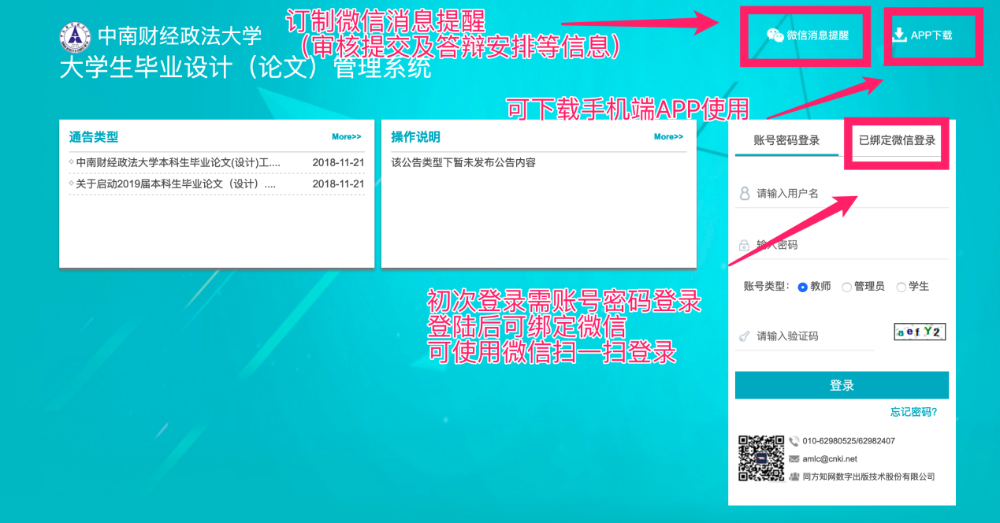 中南财经政法大学
大学生毕业设计（论文）管理系统
订制微信消息提醒
（审核提交及答辩安排等信息）
微信消息提醒
APP下载
可下载手机端APP使用
通告类型
More>>
中南财经政法大学本科生毕业论文(设计)工....
2018-11-21
关于启动2019届本科生毕业论文（设计）....
2018-11-21
操作说明
More>>
该公告类型下暂未发布公告内容
账号密码登录
已绑定微信登录
请输入用户名
输入密码
账号类型：
教师
管理员
学生
请输入验证码
aefY2
登录
忘记密码?
010-62980525/62982407
amlc@cnki.net
同方知网数字出版技术股份有限公司
初次登录需账号密码登录
登陆后可绑定微信
可使用微信扫一扫登录